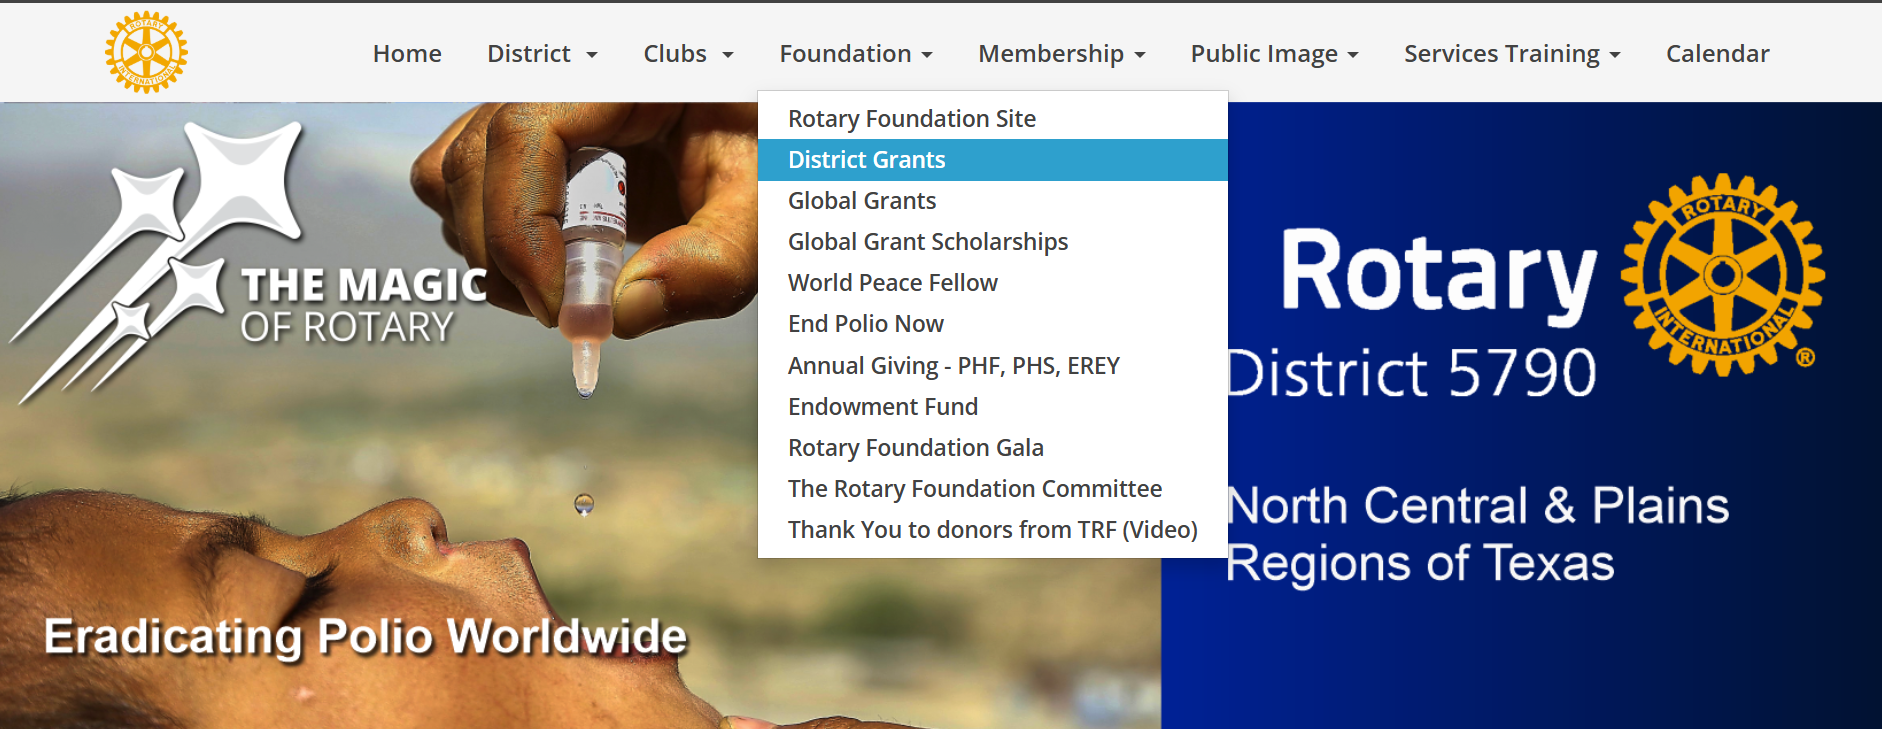 ROTARY
INTERNATIONAL
Home
District
Clubs
Foundation
Membership
Public Image
Services Training
Calendar
Rotary Foundation Site
District Grants
Global Grants
Global Grant Scholarships
World Peace Fellow
End Polio Now
Annual Giving - PHF, PHS, EREY
Endowment Fund
Rotary Foundation Gala
The Rotary Foundation Committee
Thank You to donors from TRF (Video)
THE MAGIC
OF ROTARY
Eradicating Polio Worldwide
Rotary
ROTARY
INTERNATIONAL
®
District 5790
North Central & Plains
Regions of Texas